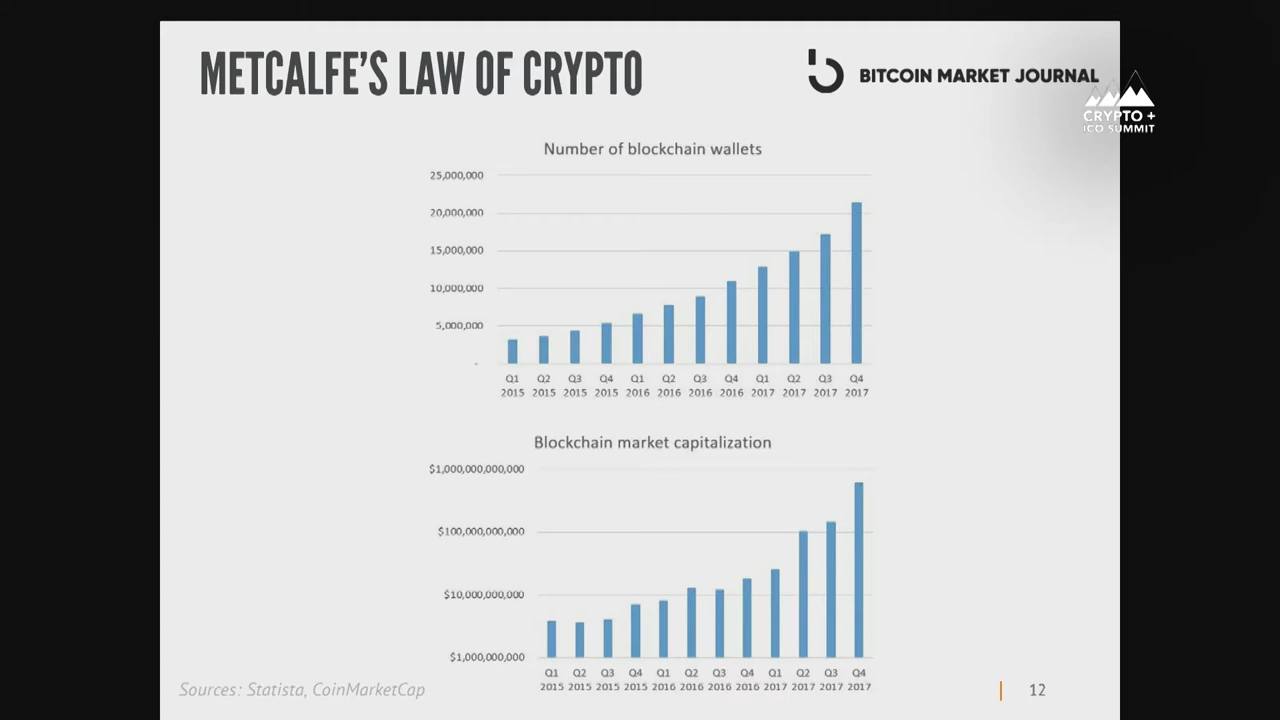 METCALFE'S LAW OF CRYPTO
BITCOIN MARKET JOURNAL
CRYPTO +
ICO SUMMIT
Number of blockchain wallets
25,000,000
20,000,000
15,000,000
10,000,000
5,000,000
-
Q1 Q2 Q3 Q4 Q1 Q2 Q3 Q4 Q1 Q2 Q3 Q4
2015 2015 2015 2015 2016 2016 2016 2016 2017 2017 2017 2017
Blockchain market capitalization
$1,000,000,000,000
$100,000,000,000
$10,000,000,000
$1,000,000,000
Q1 Q2 Q3 Q4 Q1 Q2 Q3 Q4 Q1 Q2 Q3 Q4
2015 2015 2015 2015 2016 2016 2016 2016 2017 2017 2017 2017
Sources: Statista, CoinMarketCap
12